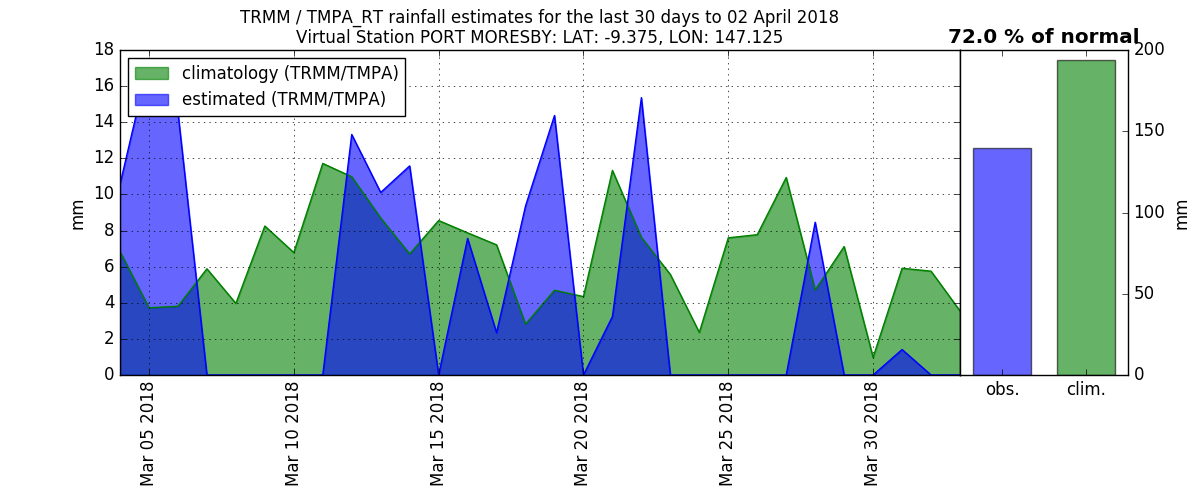 TRMM / TMPA_RT rainfall estimates for the last 30 days to 02 April 2018
Virtual Station PORT MORESBY: LAT: -9.375, LON: 147.125
72.0 % of normal
climatology (TRMM/TMPA)
estimated (TRMM/TMPA)
18
16
14
12
10
8
6
4
2
0
mm
Mar 05 2018
Mar 10 2018
Mar 15 2018
Mar 20 2018
Mar 25 2018
Mar 30 2018
200
150
100
50
0
mm
obs.
clim.